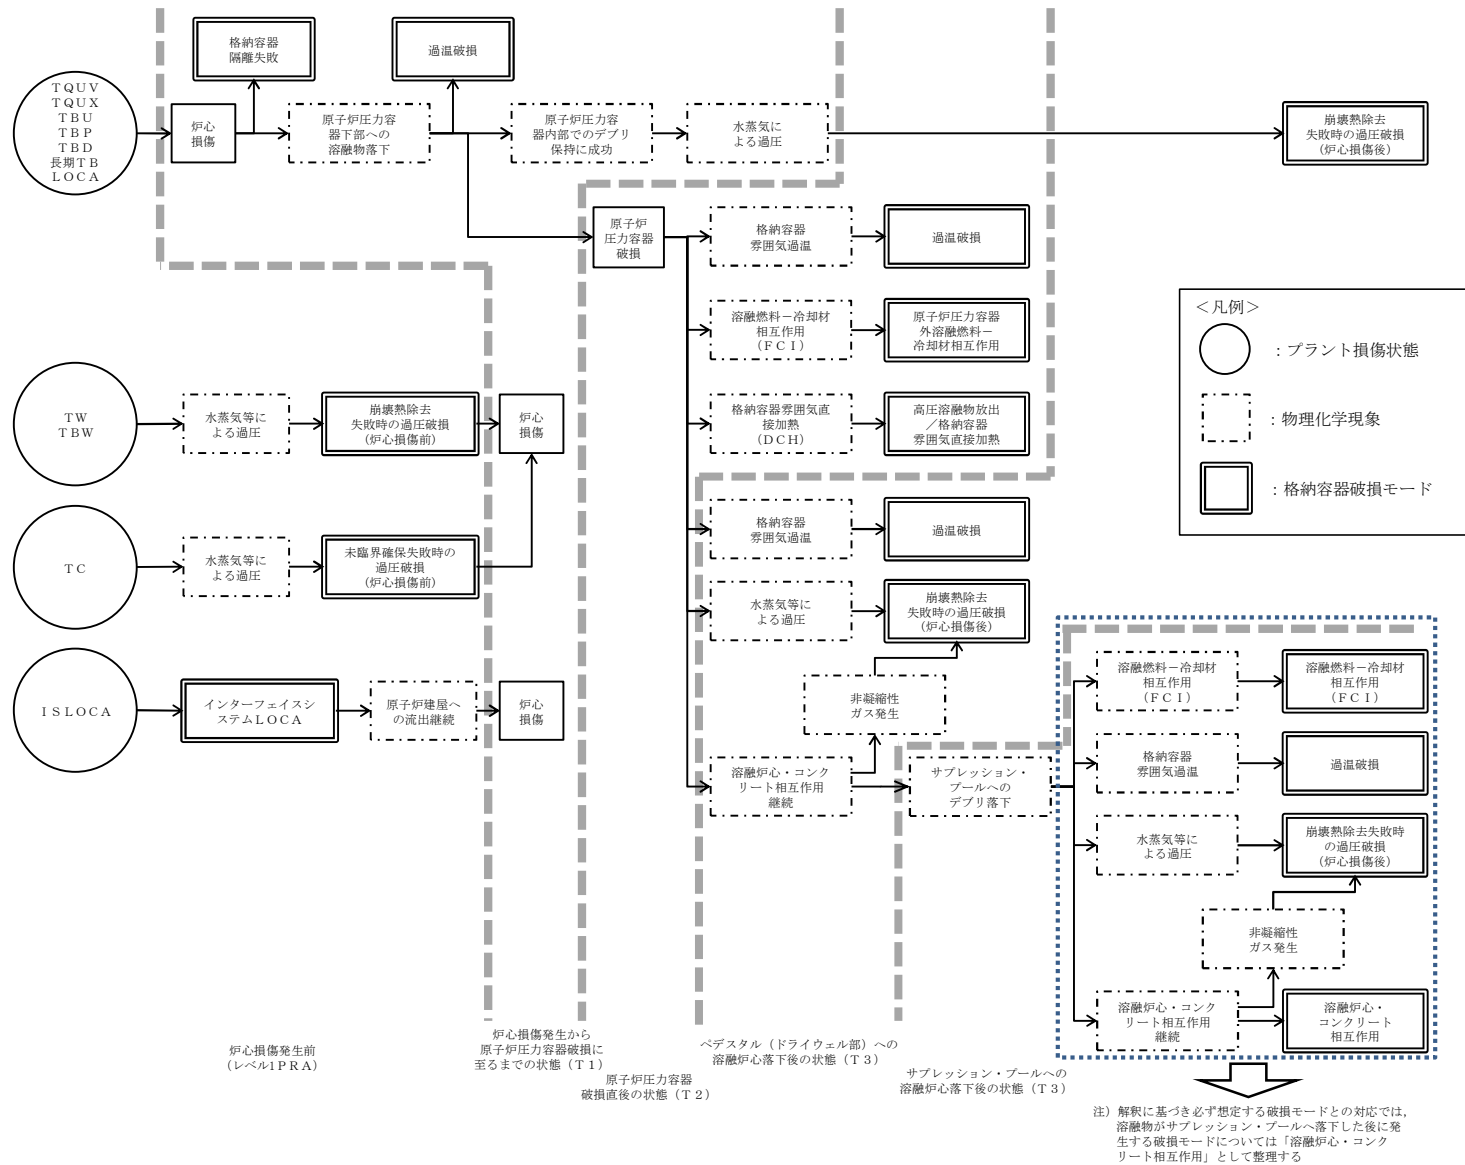 格納容器
隔離失敗
過温破損
ＴＱＵＶ
ＴＱＵＸ
ＴＢＵ
ＴＢＰ
ＴＢＤ
長期ＴＢ
ＬＯＣＡ
炉心
損傷
原子炉圧力容
器下部への
溶融物落下
原子炉圧力容
器内部でのデブリ
保持に成功
水蒸気に
よる過圧
崩壊熱除去
失敗時の過圧破損
(炉心損傷後)
原子炉
圧力容器
破損
格納容器
雰囲気過温
過温破損
溶融燃料－冷却材
相互作用
(ＦＣＩ)
原子炉圧力容器
外溶融燃料－
冷却材相互作用
ＴＷ
ＴＢＷ
水蒸気等に
よる過圧
崩壊熱除去
失敗時の過圧破損
(炉心損傷前)
炉心
損傷
格納容器雰囲気直
接加熱
(ＤＣＨ)
高圧溶融物放出
／格納容器
雰囲気直接加熱
ＴＣ
水蒸気等に
よる過圧
未臨界確保失敗時の
過圧破損
(炉心損傷前)
格納容器
雰囲気過温
過温破損
水蒸気等に
よる過圧
崩壊熱除去
失敗時の過圧破損
(炉心損傷後)
ＩＳＬＯＣＡ
インターフェイスシ
ステムＬＯＣＡ
原子炉建屋へ
の流出継続
炉心
損傷
非凝縮性
ガス発生
溶融炉心・コンク
リート相互作用
継続
サプレッション・
プールへの
デブリ落下
溶融燃料－冷却材
相互作用
(ＦＣＩ)
溶融燃料－冷却材
相互作用
(ＦＣＩ)
格納容器
雰囲気過温
過温破損
水蒸気等に
よる過圧
崩壊熱除去失敗時
の過圧破損
(炉心損傷後)
非凝縮性
ガス発生
溶融炉心・コンク
リート相互作用
継続
溶融炉心・
コンクリート
相互作用
＜凡例＞
：プラント損傷状態
：物理化学現象
：格納容器破損モード
炉心損傷発生前
(レベル1ＰＲＡ)
炉心損傷発生から
原子炉圧力容器破損に
至るまでの状態（Ｔ１）
原子炉圧力容器
破損直後の状態（Ｔ２）
ペデスタル（ドライウェル部）への
溶融炉心落下後の状態（Ｔ３）
サプレッション・プールへの
溶融炉心落下後の状態（Ｔ３）
注）解釈に基づき必ず想定する破損モードとの対応では，
溶融物がサプレッション・プールへ落下した後に発
生する破損モードについては「溶融炉心・コンク
リート相互作用」として整理する